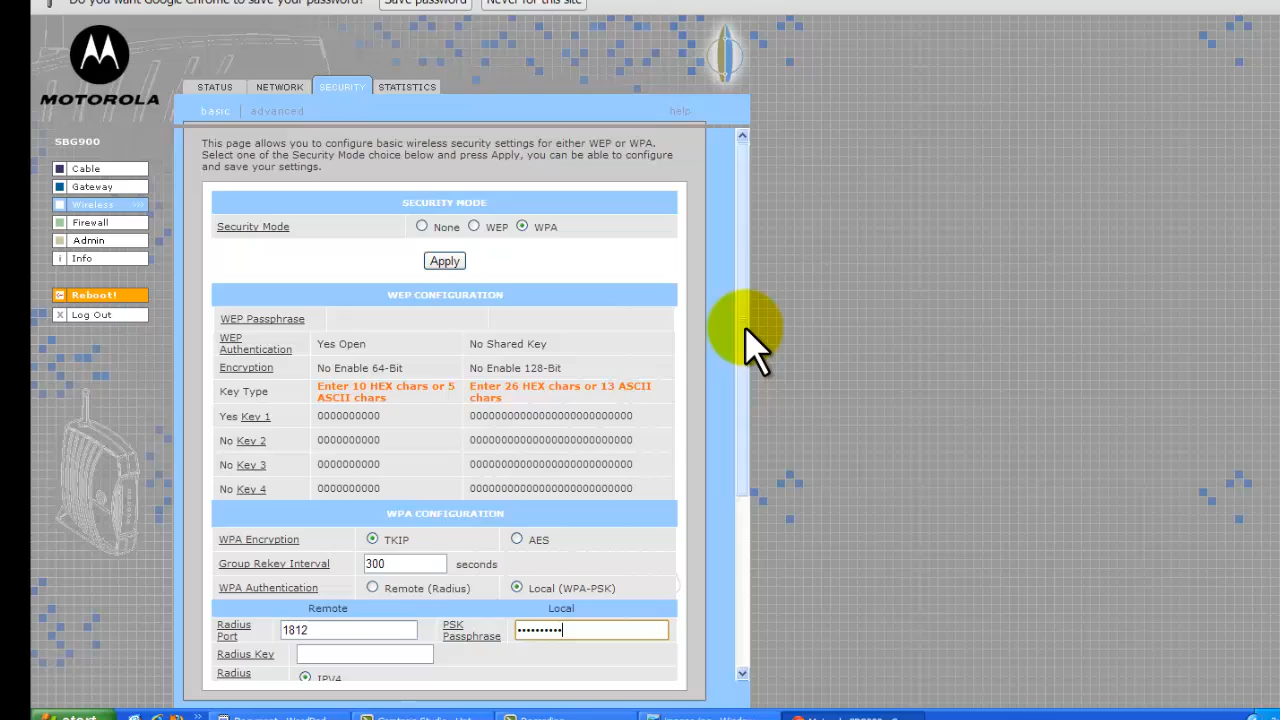 Do you want Google Chrome to save your password? Save password Never for this site
MOTOROLA
STATUS NETWORK SECURITY STATISTICS
basic | advanced help
SBG900
Cable
Gateway
Wireless >>>
Firewall
Admin
i Info
Reboot!
X Log Out
This page allows you to configure basic wireless security settings for either WEP or WPA.
Select one of the Security Mode choice below and press Apply, you can be able to configure
and save your settings.
SECURITY MODE
Security Mode None WEP WPA
Apply
WEP CONFIGURATION
WEP Passphrase
WEP
Authentication Yes Open No Shared Key
Encryption No Enable 64-Bit No Enable 128-Bit
Key Type Enter 10 HEX chars or 5
ASCII chars Enter 26 HEX chars or 13 ASCII
chars
Yes Key 1 0000000000 00000000000000000000000000
No Key 2 0000000000 00000000000000000000000000
No Key 3 0000000000 00000000000000000000000000
No Key 4 0000000000 00000000000000000000000000
WPA CONFIGURATION
WPA Encryption TKIP AES
Group Rekey Interval 300 seconds
WPA Authentication Remote (Radius) Local (WPA-PSK)
Remote Local
Radius
Port 1812 PSK
Passphrase ••••••••••
Radius Key
Radius IPV4
start